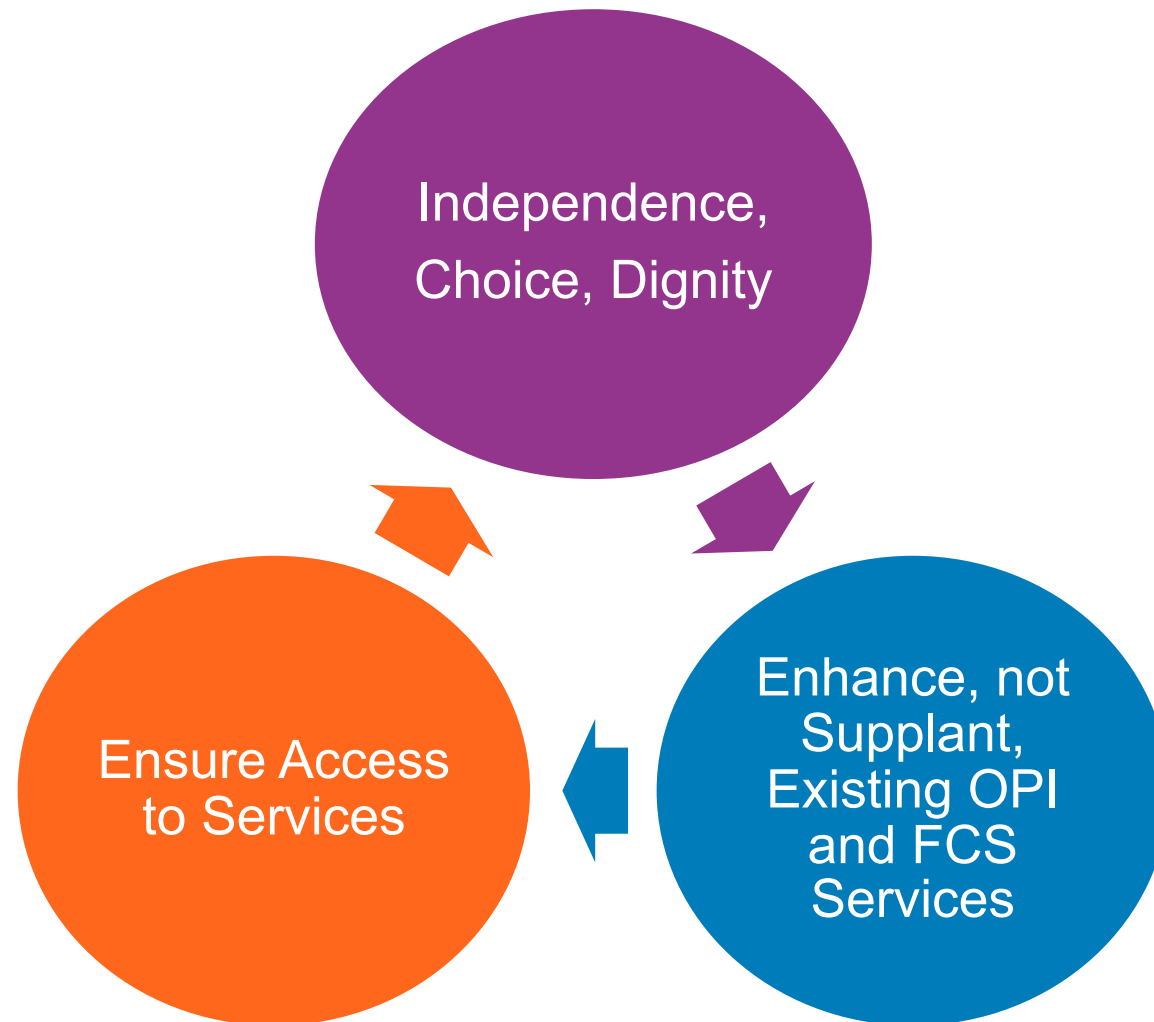 Independence,
Choice, Dignity
Enhance, not
Supplant,
Existing OPI
and FCS
Services
Ensure Access
to Services